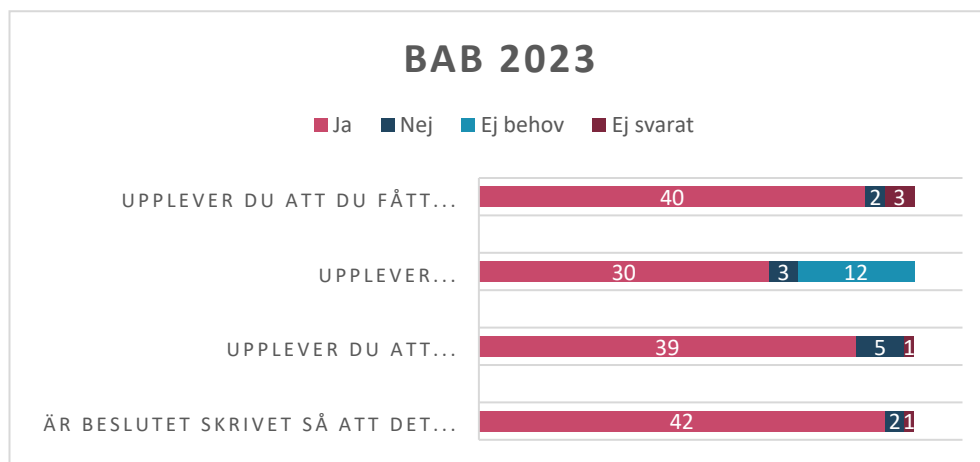 BAB 2023
Ja Nej Ej behov Ej svarat
UPPLEVER DU ATT DU FÅTT... 40 2 3
UPPLEVER... 30 3 12
UPPLEVER DU ATT... 39 5 1
ÄR BESLUTET SKRIVET SÅ ATT DET... 42 2 1